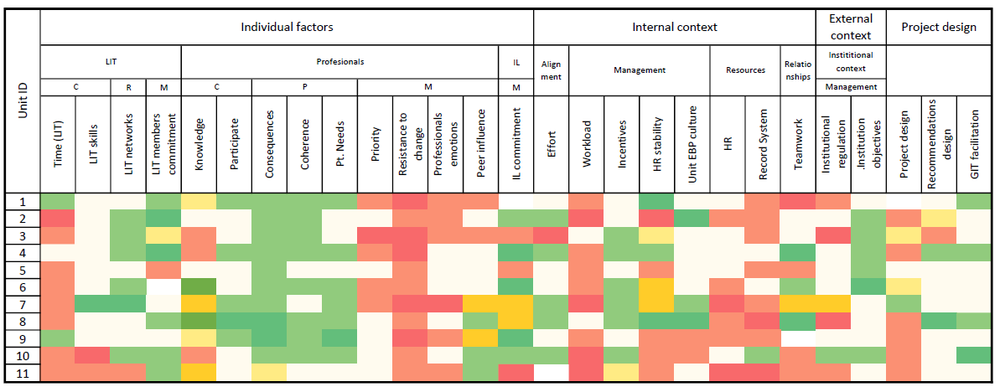 Individual factors
Internal context
External
context
Project design
Unit ID
LIT
Profesionals
IL
Align
ment
Management
Resources
Relatio
nships
Instititional
context
C
R
M
C
P
M
M
Management
Time (LIT)
LIT skills
LIT networks
LIT members
commitment
Knowledge
Participate
Consequences
Coherence
Pt. Needs
Priority
Resistance to
change
Professionals
emotions
Peer influence
IL commitment
Effort
Workload
Incentives
HR stability
Unit EBP culture
HR
Record System
Teamwork
Institutional
regulation
.Institution
objectives
Project design
Recommendations
design
GIT facilitation
1
2
3
4
5
6
7
8
9
10
11